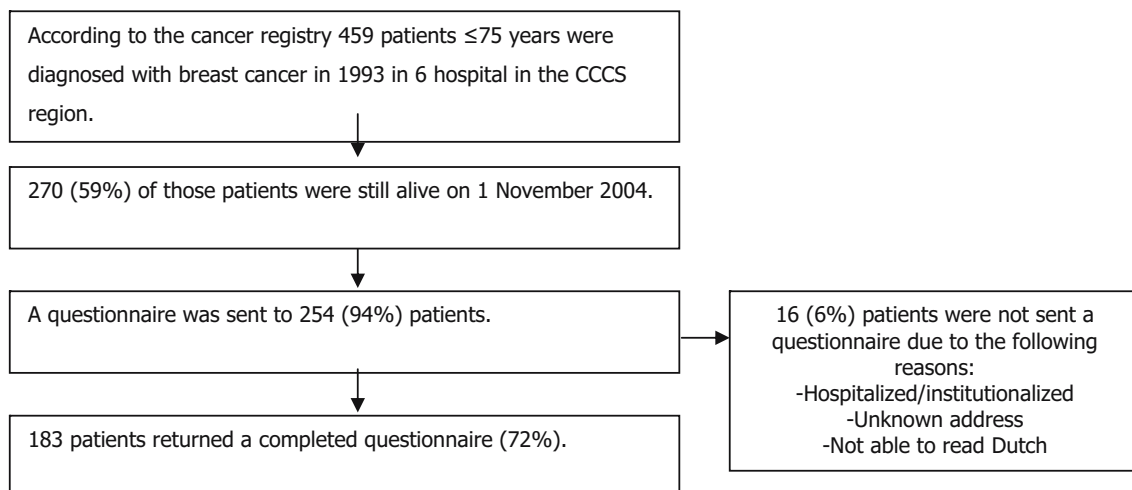 According to the cancer registry 459 patients ≤75 years were
diagnosed with breast cancer in 1993 in 6 hospital in the CCCS
region.
270 (59%) of those patients were still alive on 1 November 2004.
A questionnaire was sent to 254 (94%) patients.
16 (6%) patients were not sent a
questionnaire due to the following
reasons:
-Hospitalized/institutionalized
-Unknown address
-Not able to read Dutch
183 patients returned a completed questionnaire (72%).